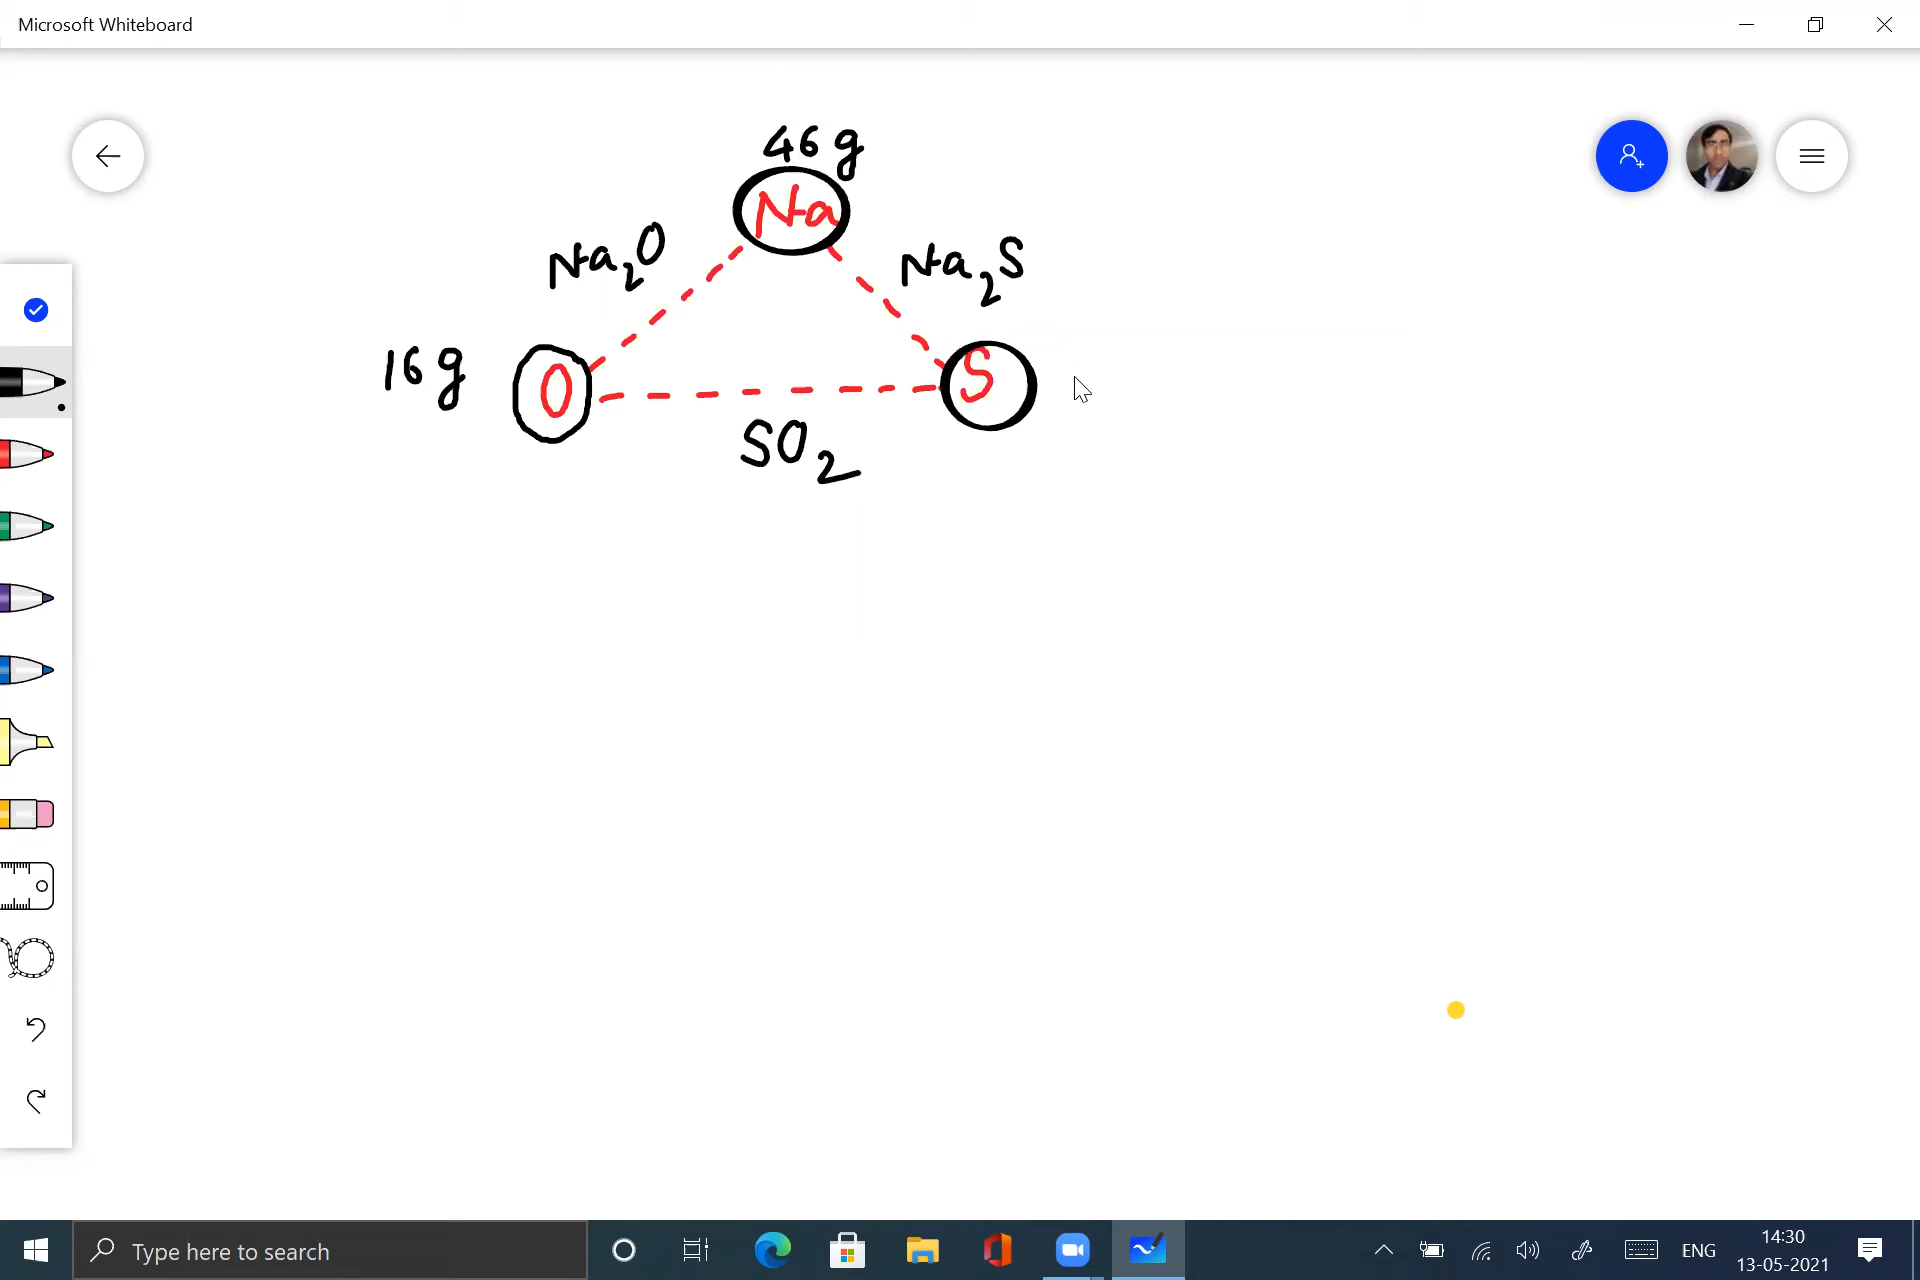 Microsoft Whiteboard
46 g
Na
Na₂O
Na₂S
16 g
O
S
SO₂
Type here to search
ENG
14:30
13-05-2021